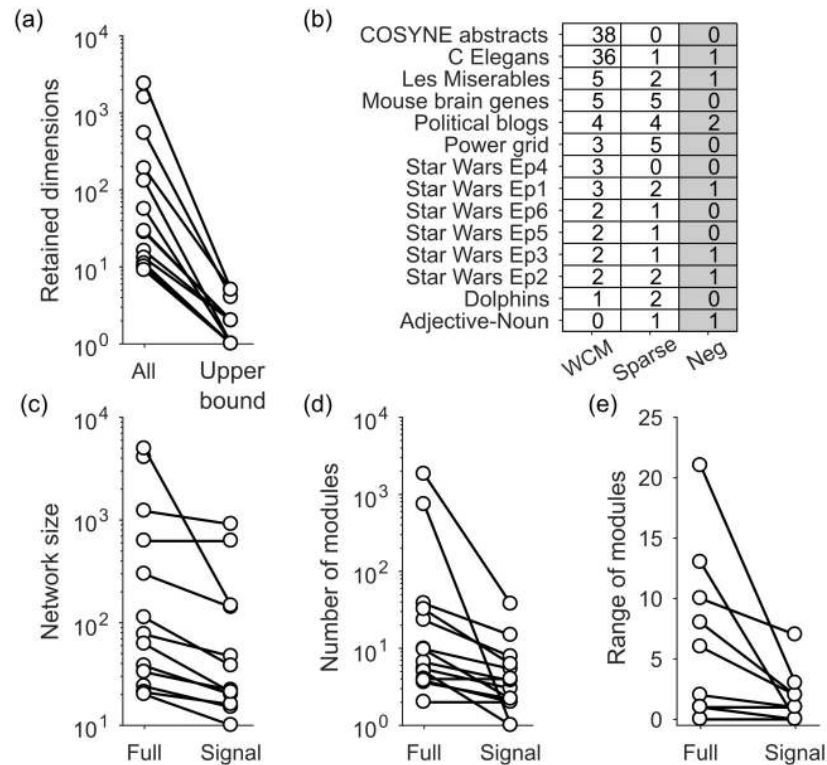 (a)
Retained dimensions
10^4
10^3
10^2
10^1
10^0
All
Upper bound
(b)
COSYNE abstracts 38 0 0
C Elegans 36 1 1
Les Miserables 5 2 1
Mouse brain genes 5 5 0
Political blogs 4 4 2
Power grid 3 5 0
Star Wars Ep4 3 0 0
Star Wars Ep1 3 2 1
Star Wars Ep6 2 1 0
Star Wars Ep5 2 1 0
Star Wars Ep3 2 1 1
Star Wars Ep2 2 2 1
Dolphins 1 2 0
Adjective-Noun 0 1 1
WCM Sparse Neg
(c)
Network size
10^4
10^3
10^2
10^1
Full Signal
(d)
Number of modules
10^4
10^3
10^2
10^1
10^0
Full Signal
(e)
Range of modules
25
20
15
10
5
0
Full Signal